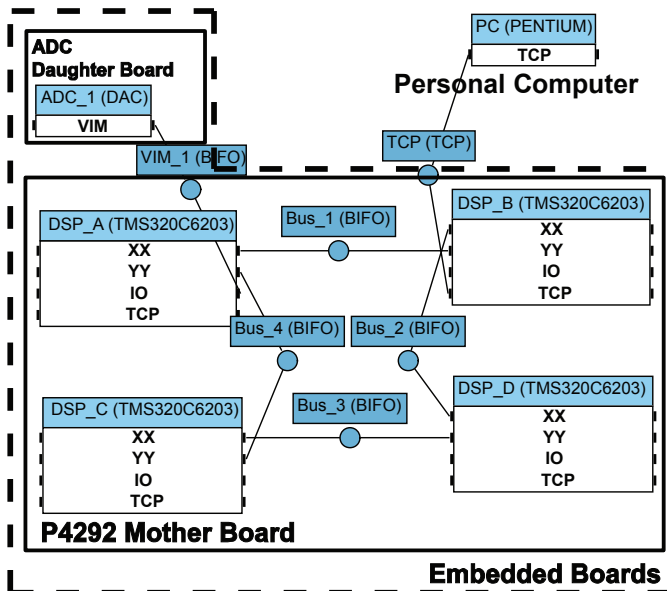 ADC
Daughter Board
ADC_1 (DAC)
VIM
PC (PENTIUM)
TCP
Personal Computer
VIM_1 (BIFO)
TCP (TCP)
DSP_A (TMS320C6203)
XX
YY
IO
TCP
Bus_1 (BIFO)
DSP_B (TMS320C6203)
XX
YY
IO
TCP
Bus_4 (BIFO)
Bus_2 (BIFO)
DSP_C (TMS320C6203)
XX
YY
IO
TCP
Bus_3 (BIFO)
DSP_D (TMS320C6203)
XX
YY
IO
TCP
P4292 Mother Board
Embedded Boards